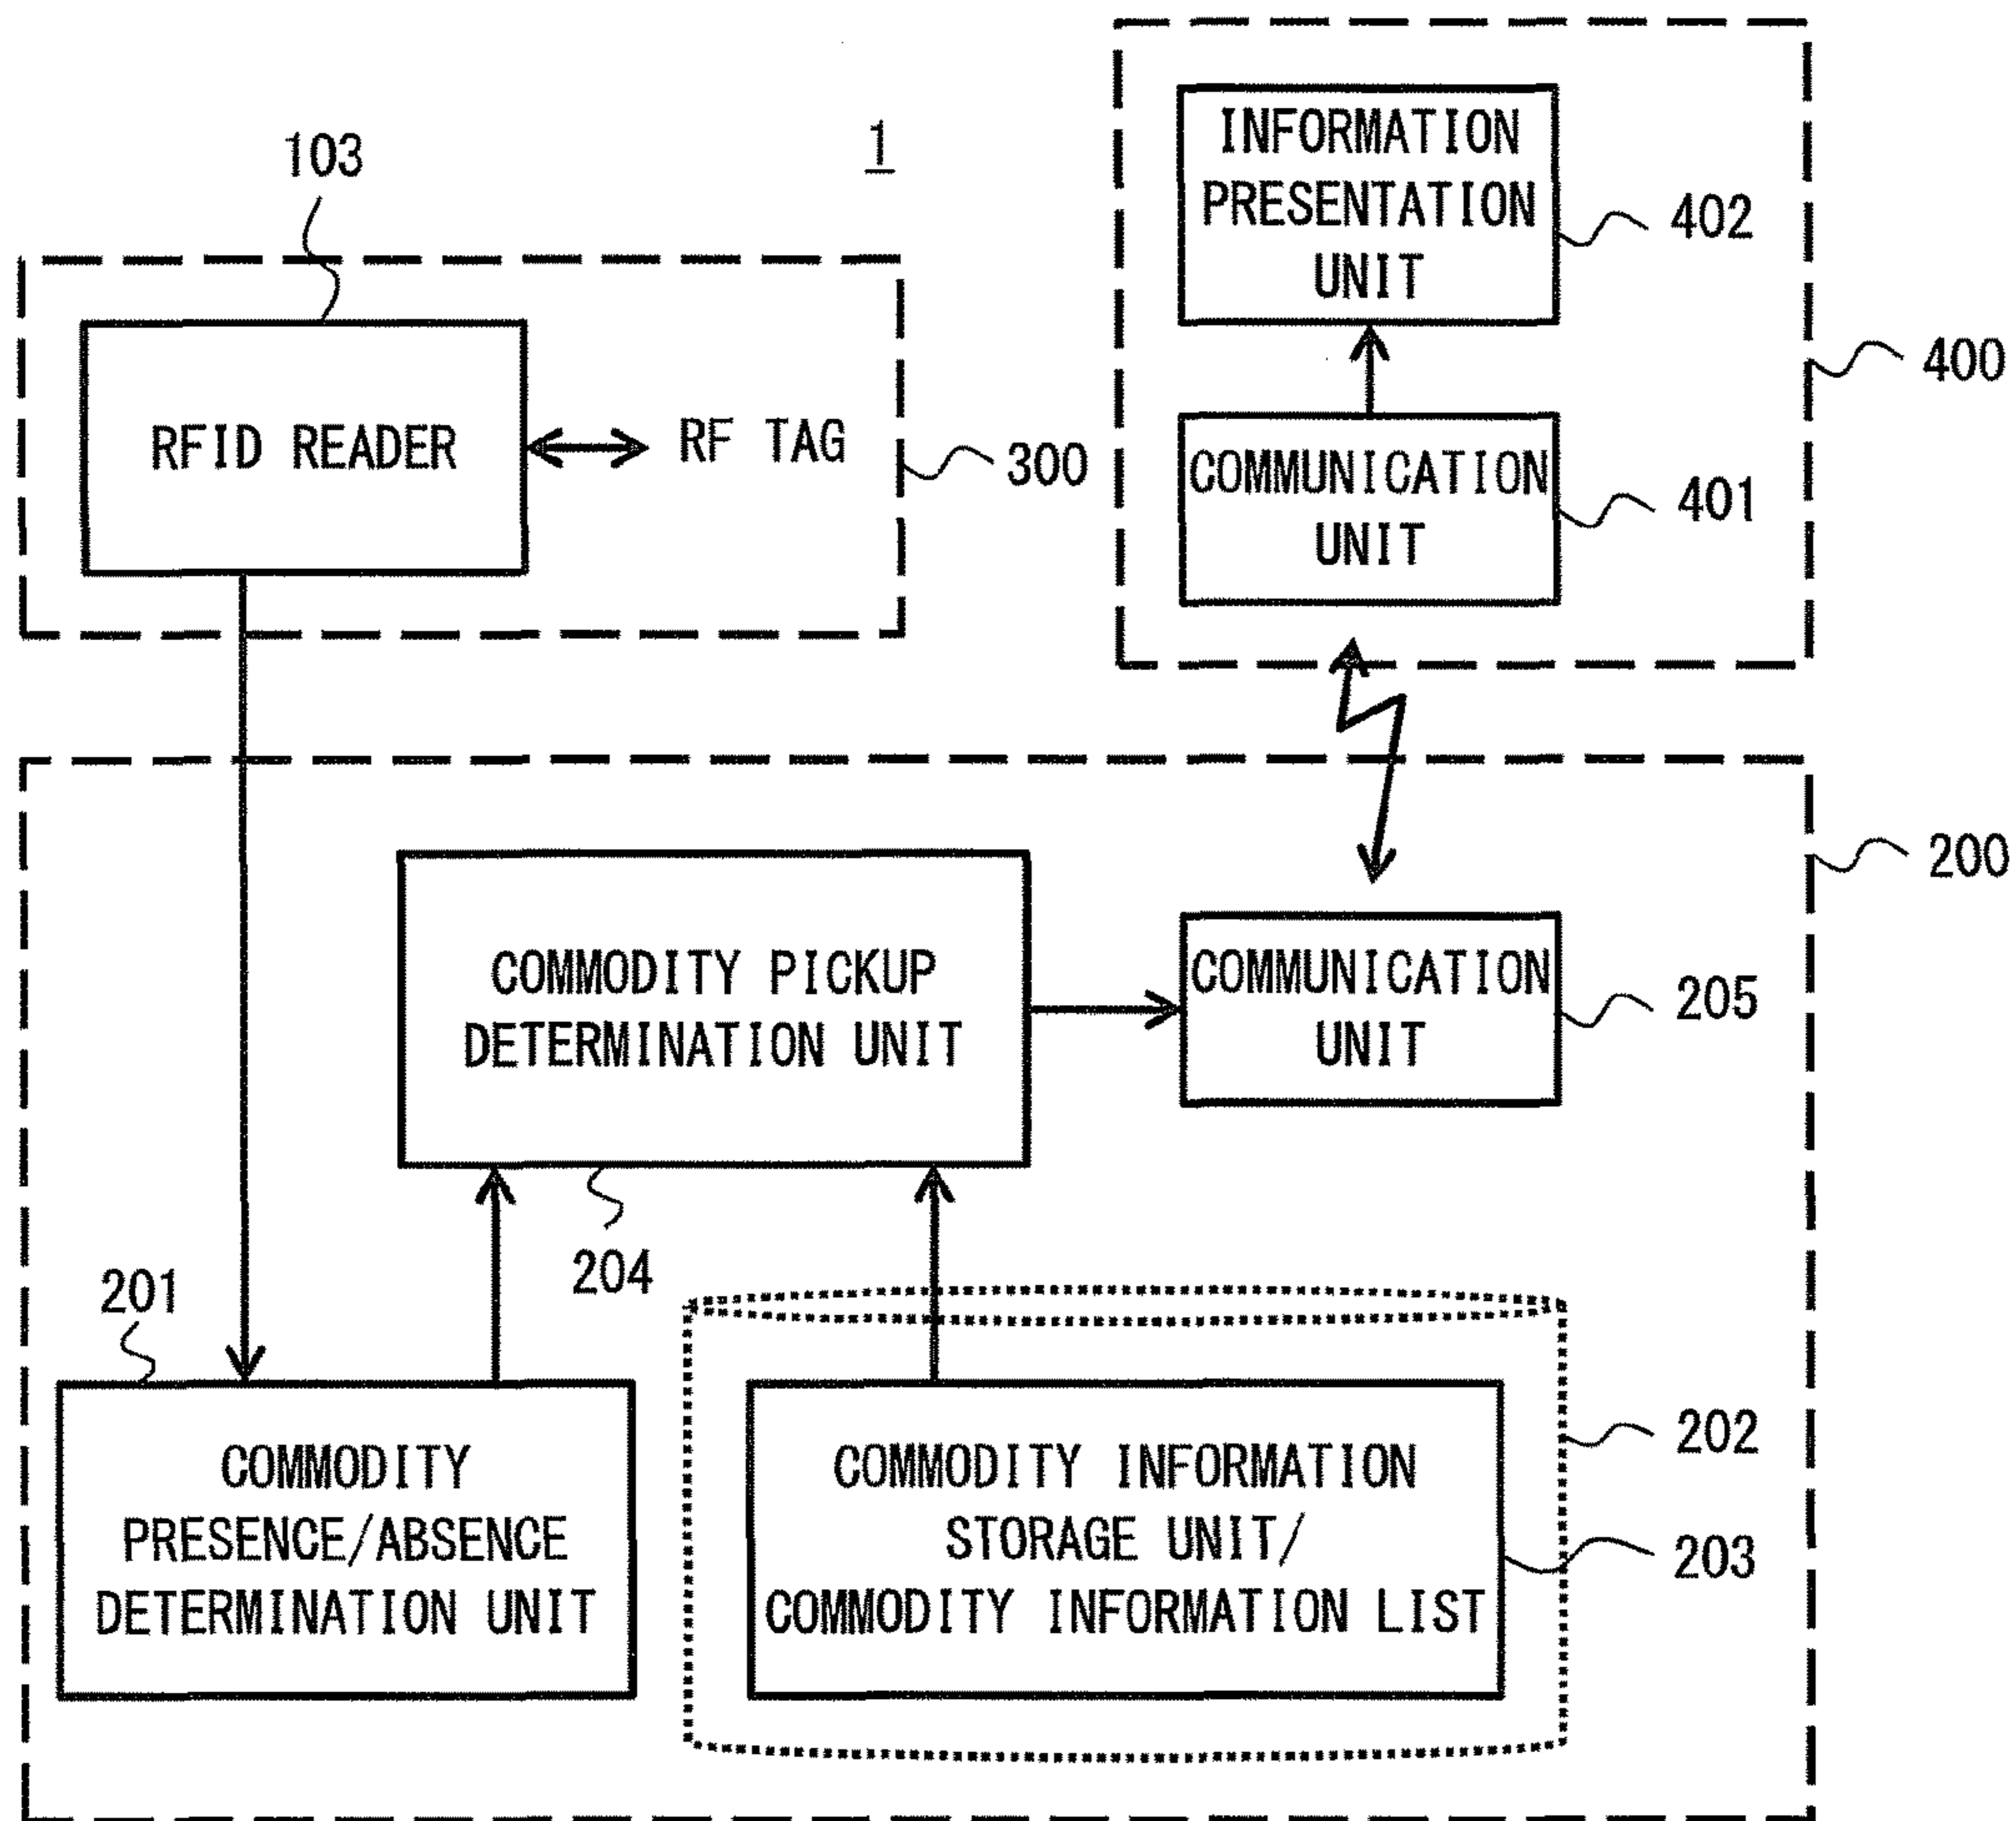 1
103
RFID READER
RF TAG
300
INFORMATION
PRESENTATION
UNIT
402
400
COMMUNICATION
UNIT
401
200
COMMODITY PICKUP
DETERMINATION UNIT
204
COMMUNICATION
UNIT
205
201
COMMODITY
PRESENCE/ABSENCE
DETERMINATION UNIT
COMMODITY INFORMATION
STORAGE UNIT/
COMMODITY INFORMATION LIST
202
203